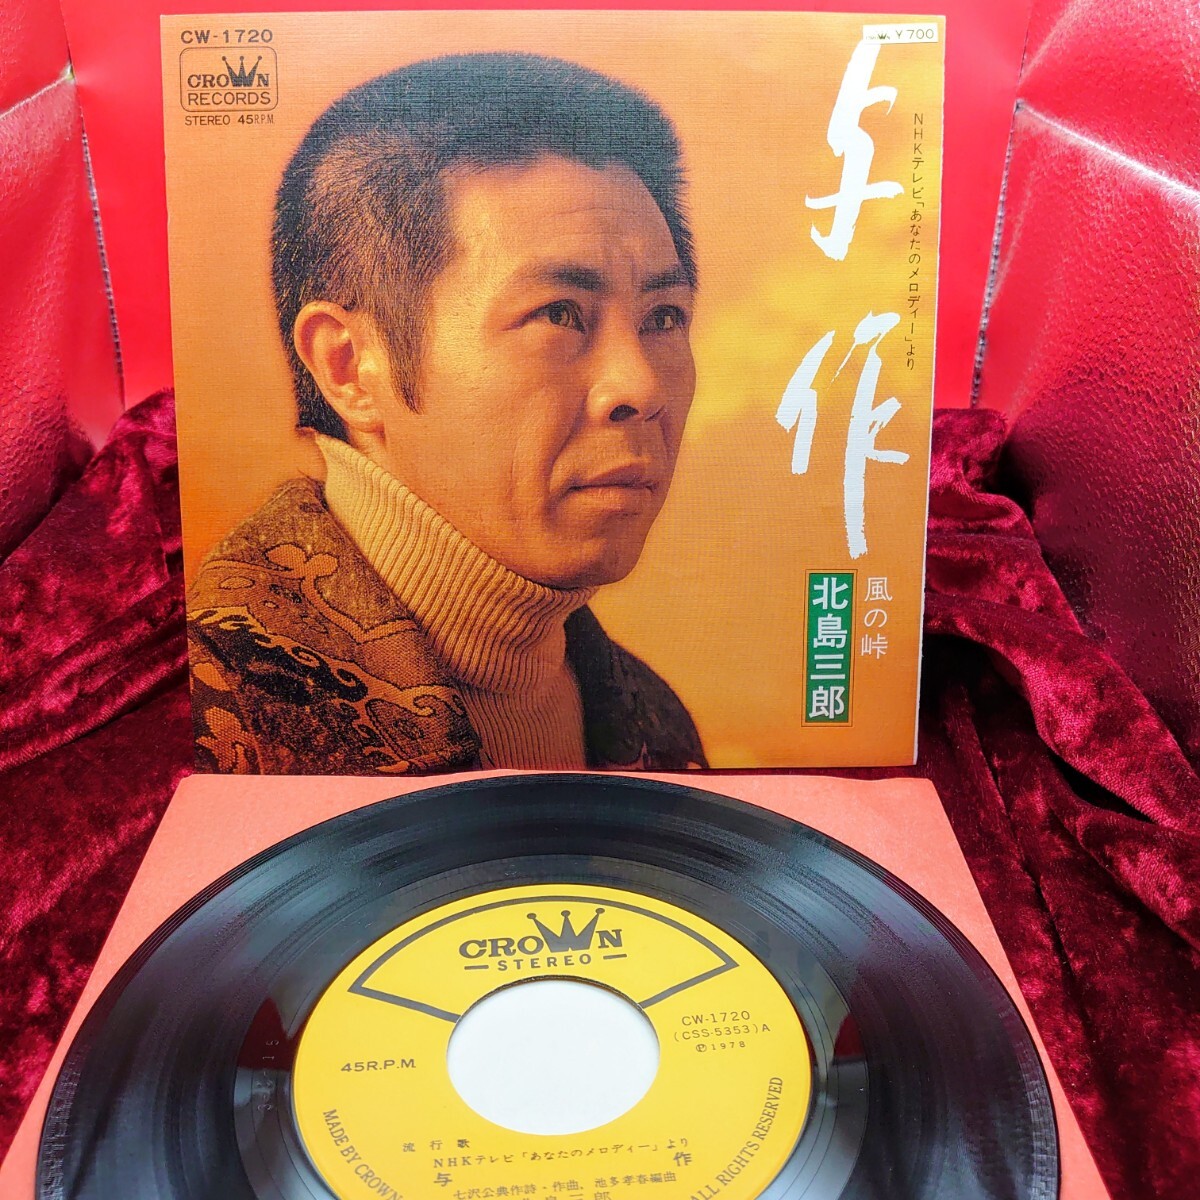 CW-1720
CROWN
RECORDS
STEREO 45R.P.M
¥700
与作
NHKテレビ「あなたのメロディー」より
風の峠
北島三郎
CROWN
STEREO
CW-1720
(CSS-5353)A
Ⓟ1978
45R.P.M.
流行歌
NHKテレビ「あなたのメロディー」より
与作
七沢公典作詩・作曲, 池多孝春編曲
島三郎
MADE BY CROWN
ALL RIGHTS RESERVED